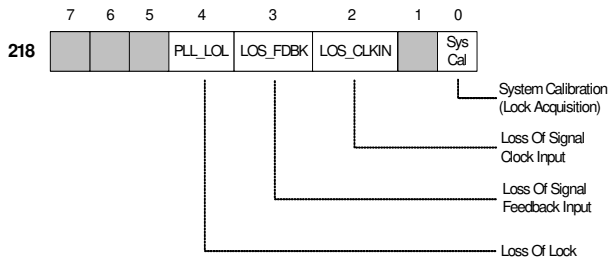 7 6 5 4 3 2 1 0
218 PLL_LOL LOS_FDBK LOS_CLKIN Sys
Cal
System Calibration
(Lock Acquisition)
Loss Of Signal
Clock Input
Loss Of Signal
Feedback Input
Loss Of Lock